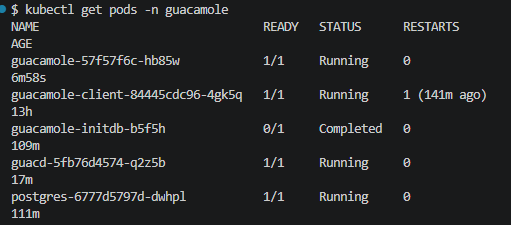 $ kubectl get pods -n guacamole
NAME READY STATUS RESTARTS
AGE
guacamole-57f57f6c-hb85w 1/1 Running 0
6m58s
guacamole-client-84445cdc96-4gk5q 1/1 Running 1 (141m ago)
13h
guacamole-initdb-b5f5h 0/1 Completed 0
109m
guacd-5fb76d4574-q2z5b 1/1 Running 0
17m
postgres-6777d5797d-dwhpl 1/1 Running 0
111m